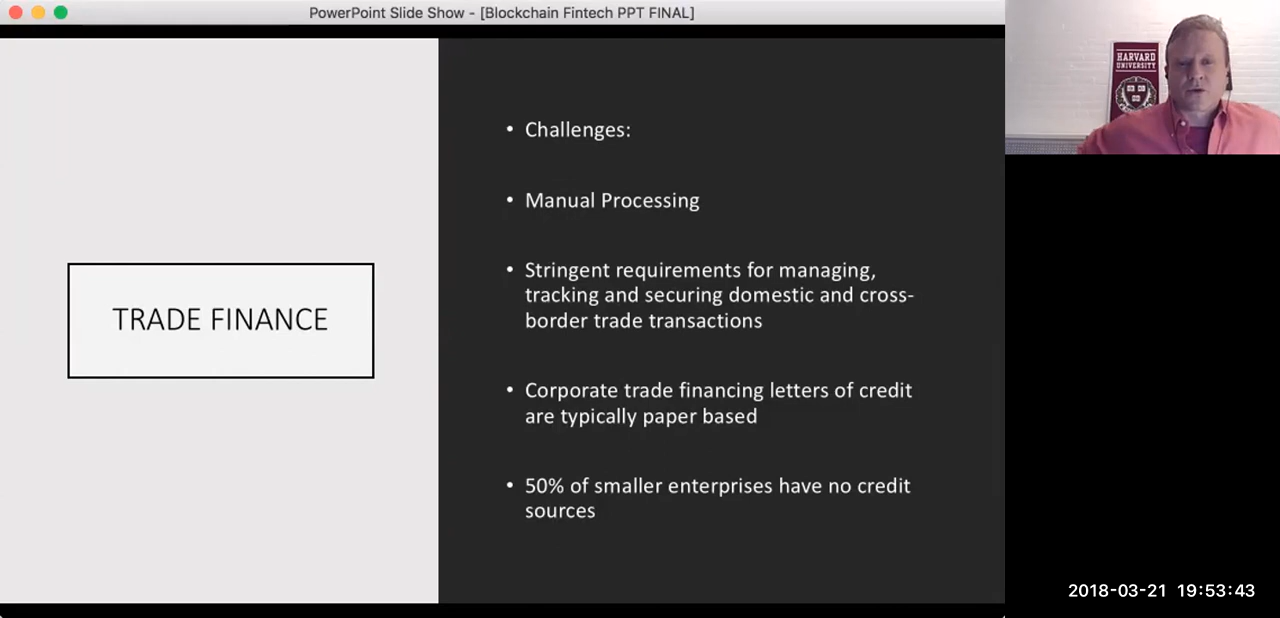 PowerPoint Slide Show - [Blockchain Fintech PPT FINAL]
HARVARD
UNIVERSITY
• Challenges:
• Manual Processing
• Stringent requirements for managing,
tracking and securing domestic and cross-
border trade transactions
TRADE FINANCE
• Corporate trade financing letters of credit
are typically paper based
• 50% of smaller enterprises have no credit
sources
2018-03-21 19:53:43